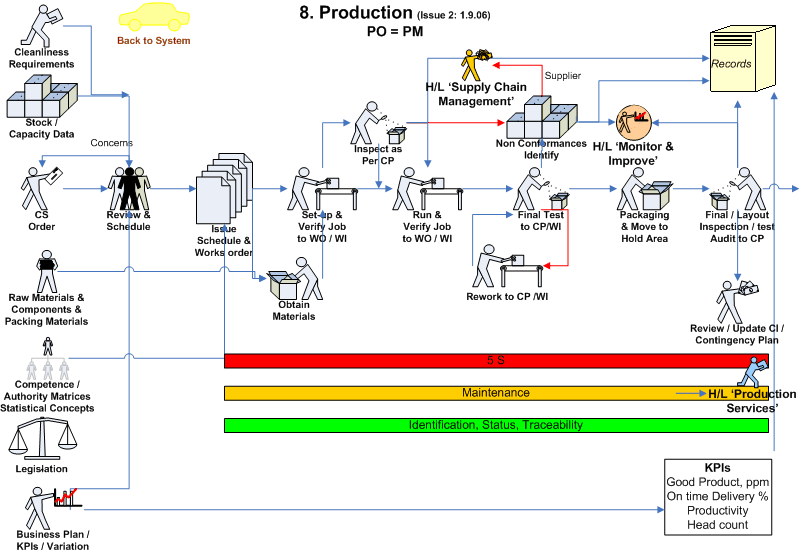 8. Production (Issue 2: 1.9.06)
PO = PM
Back to System
Cleanliness
Requirements
Stock /
Capacity Data
Concerns
CS
Order
Review &
Schedule
Issue
Schedule &
Works order
Set-up &
Verify Job
to WO / WI
Inspect as
Per CP
Run &
Verify Job
to WO / WI
H/L ‘Supply Chain
Management’
Supplier
Non Conformances
Identify
H/L ‘Monitor &
Improve’
Records
Final Test
to CP/WI
Packaging
& Move to
Hold Area
Final / Layout
Inspection / test
Audit to CP
Raw Materials &
Components &
Packing Materials
Obtain
Materials
Rework to CP /WI
Review / Update CI /
Contingency Plan
Competence /
Authority Matrices
Statistical Concepts
5 S
Maintenance
H/L ‘Production
Services’
Identification, Status, Traceability
Legislation
Business Plan /
KPIs / Variation
KPIs
Good Product, ppm
On time Delivery %
Productivity
Head count